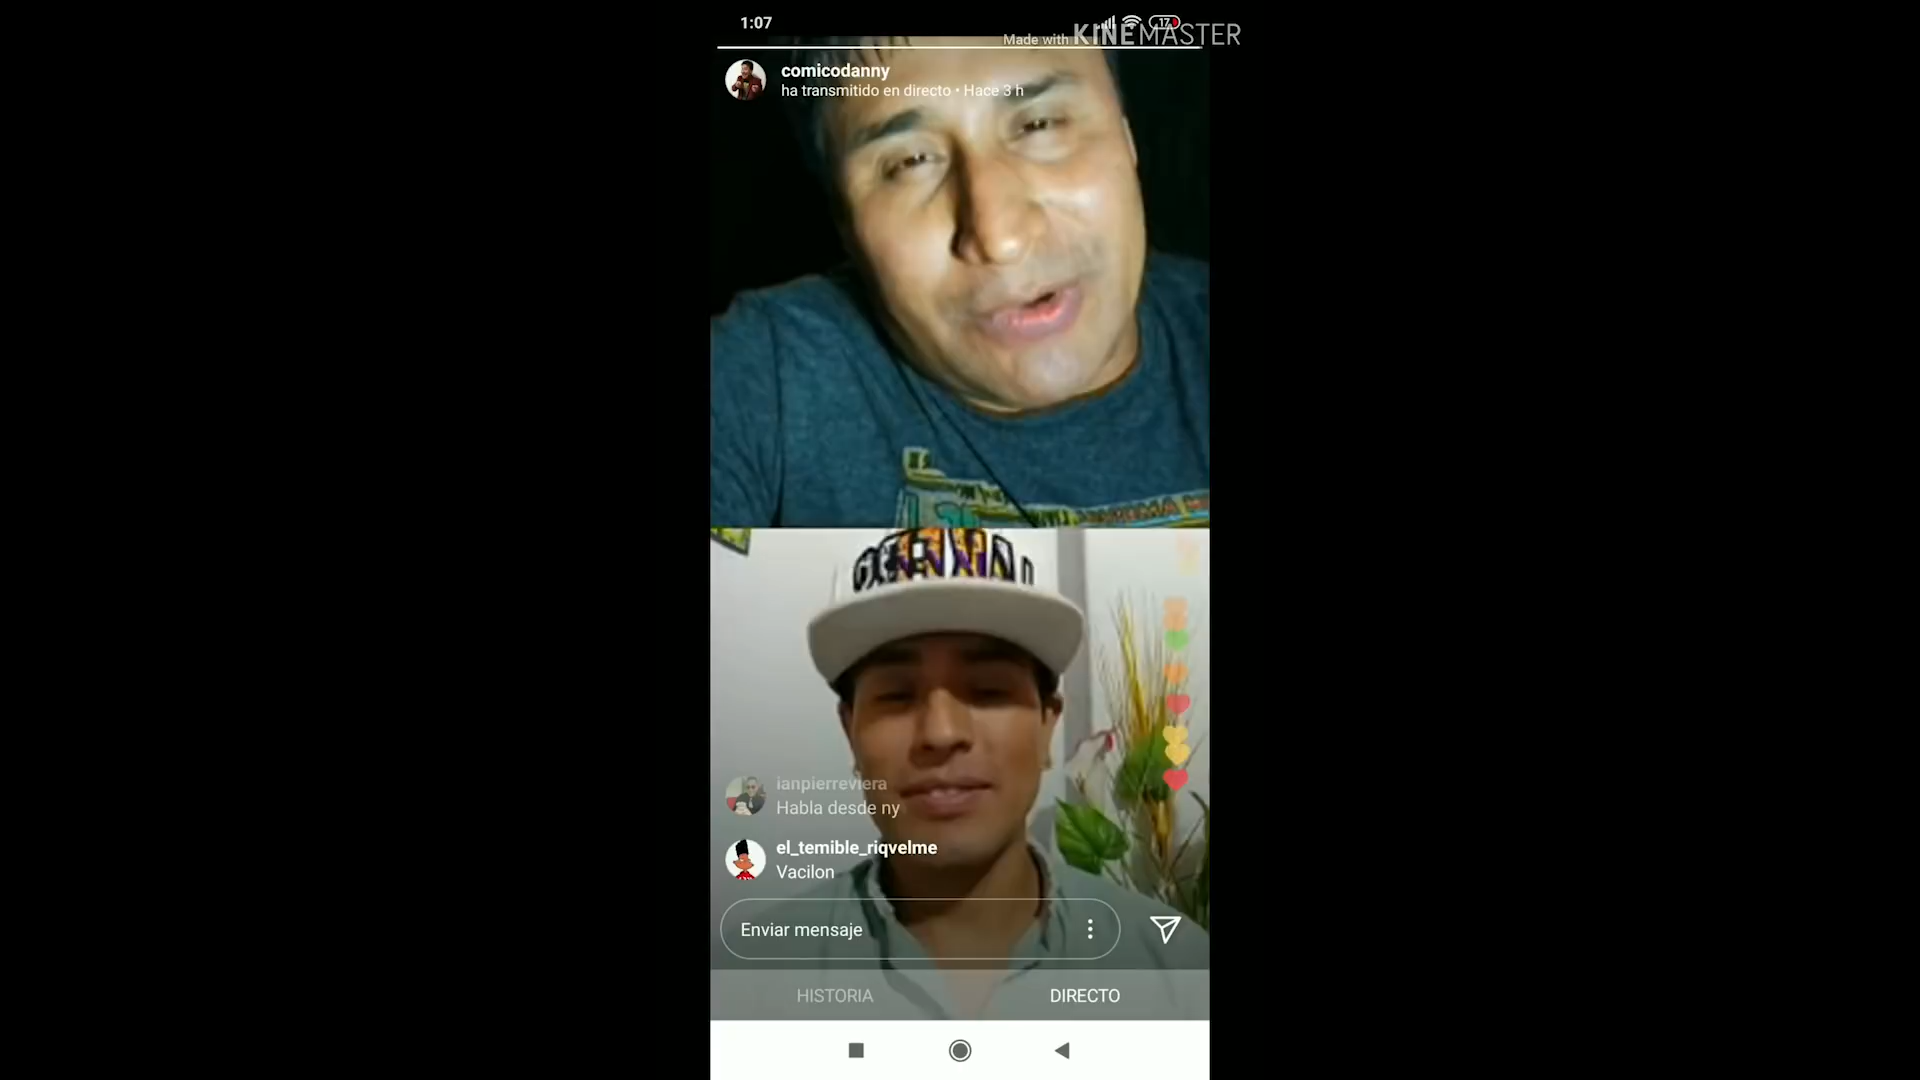 1:07
17
Made with KINEMASTER
comicodanny
ha transmitido en directo • Hace 3 h
ianpierreviera
Habla desde ny
el_temible_riqvelme
Vacilon
Enviar mensaje
HISTORIA
DIRECTO